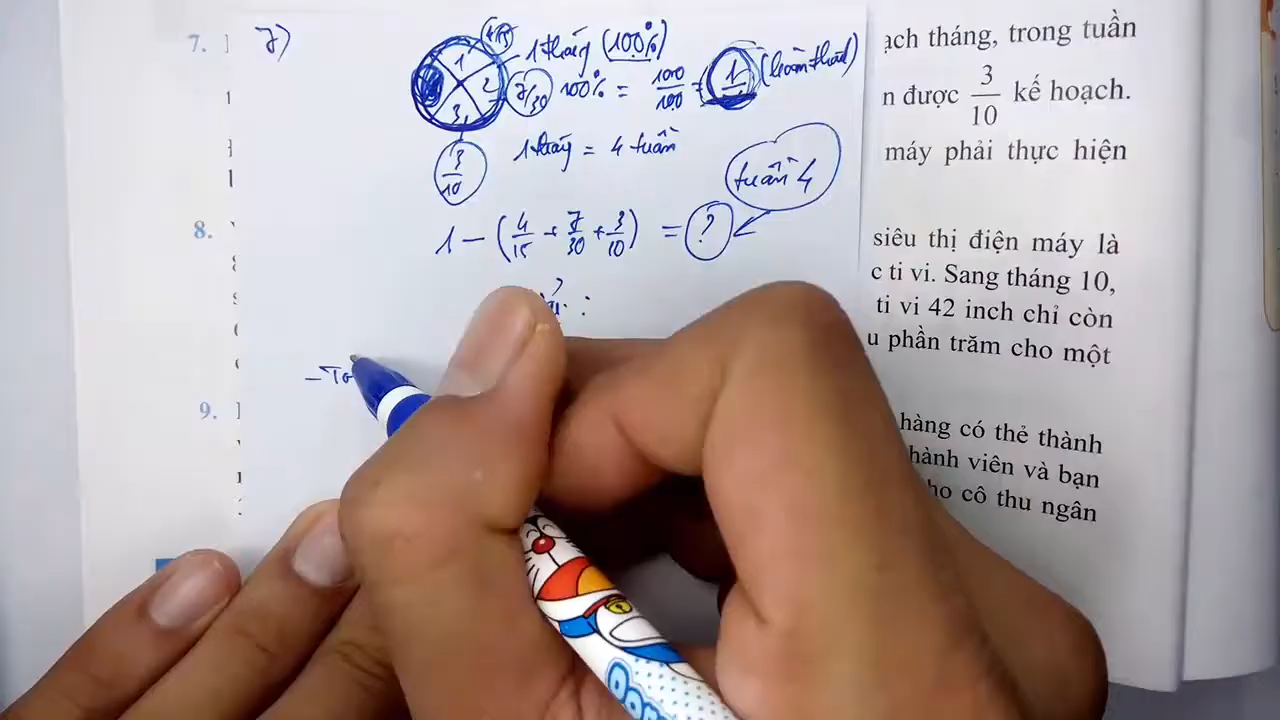 7)
4/15
1 tháng (100%)
1
2
3
7/30 100% = 100/100 = 1 (hoàn thành)
3/10
1 tháng = 4 tuần
tuần 4
1 - (4/15 + 7/30 + 3/10) = ?
- To
7.
8.
9.
ạch tháng, trong tuần
n được 3/10 kế hoạch.
máy phải thực hiện
siêu thị điện máy là
c ti vi. Sang tháng 10,
ti vi 42 inch chỉ còn
u phần trăm cho một
hàng có thẻ thành
hành viên và bạn
ho cô thu ngân